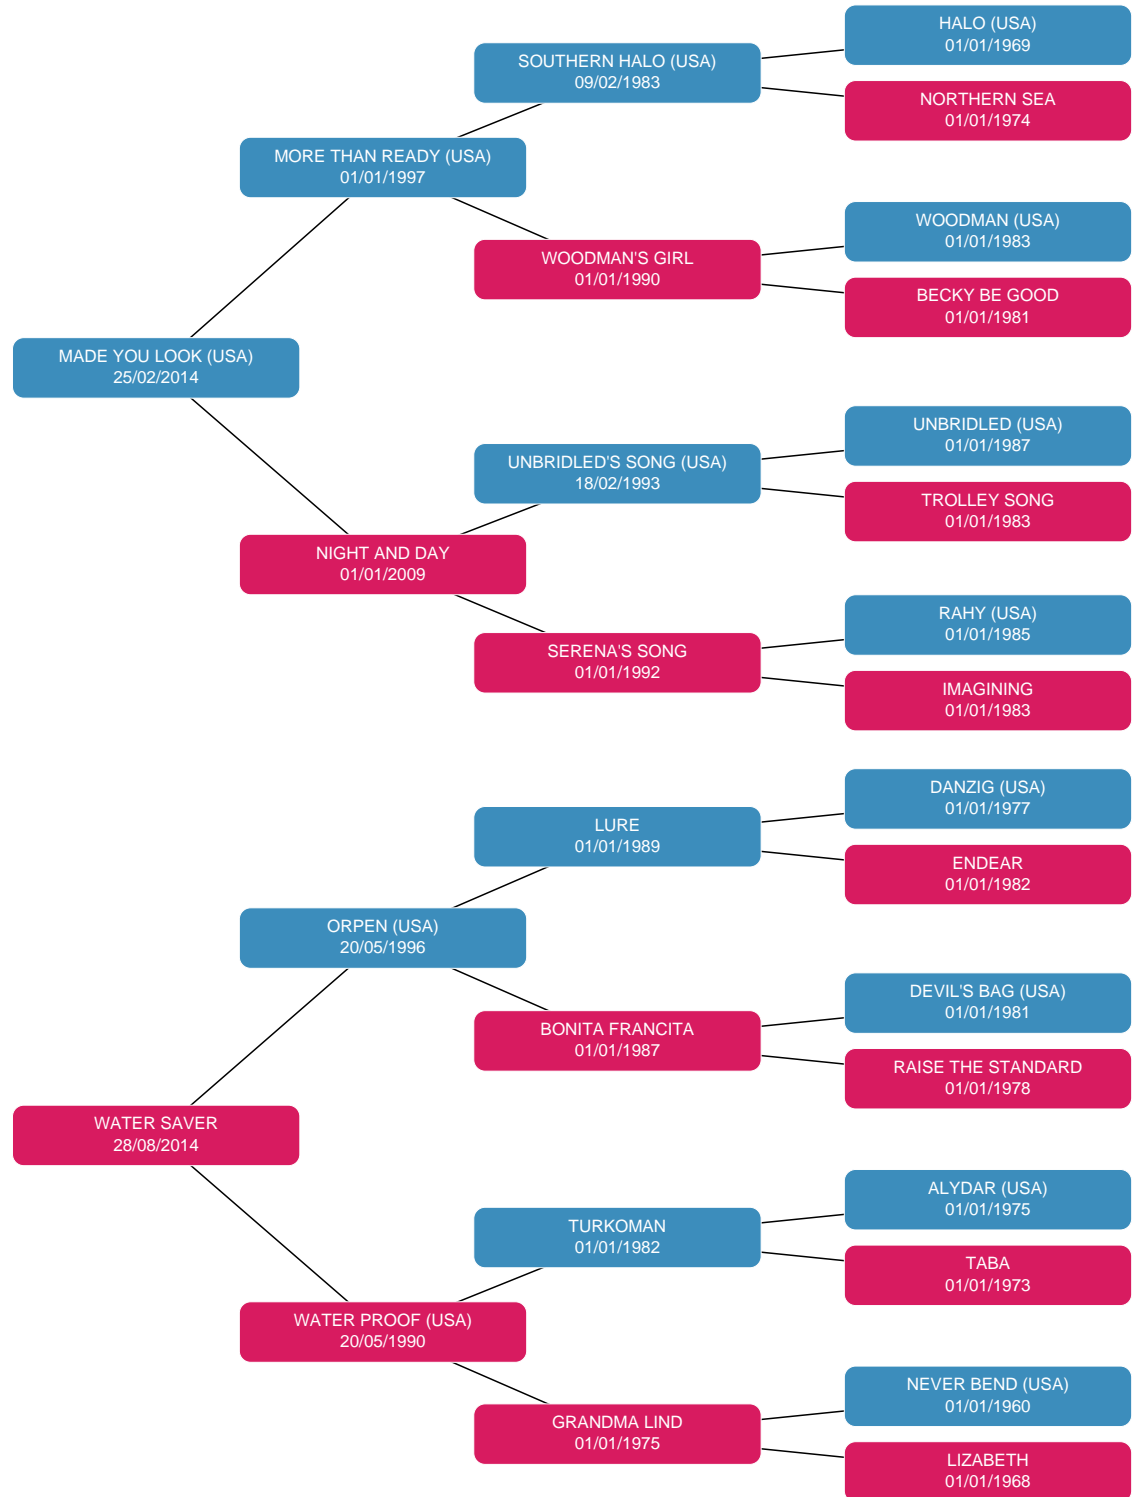 HALO (USA)
01/01/1969
SOUTHERN HALO (USA)
09/02/1983
NORTHERN SEA
01/01/1974
MORE THAN READY (USA)
01/01/1997
WOODMAN (USA)
01/01/1983
WOODMAN'S GIRL
01/01/1990
BECKY BE GOOD
01/01/1981
MADE YOU LOOK (USA)
25/02/2014
UNBRIDLED (USA)
01/01/1987
UNBRIDLED'S SONG (USA)
18/02/1993
TROLLEY SONG
01/01/1983
NIGHT AND DAY
01/01/2009
RAHY (USA)
01/01/1985
SERENA'S SONG
01/01/1992
IMAGINING
01/01/1983
DANZIG (USA)
01/01/1977
LURE
01/01/1989
ENDEAR
01/01/1982
ORPEN (USA)
20/05/1996
DEVIL'S BAG (USA)
01/01/1981
BONITA FRANCITA
01/01/1987
RAISE THE STANDARD
01/01/1978
WATER SAVER
28/08/2014
ALYDAR (USA)
01/01/1975
TURKOMAN
01/01/1982
TABA
01/01/1973
WATER PROOF (USA)
20/05/1990
NEVER BEND (USA)
01/01/1960
GRANDMA LIND
01/01/1975
LIZABETH
01/01/1968